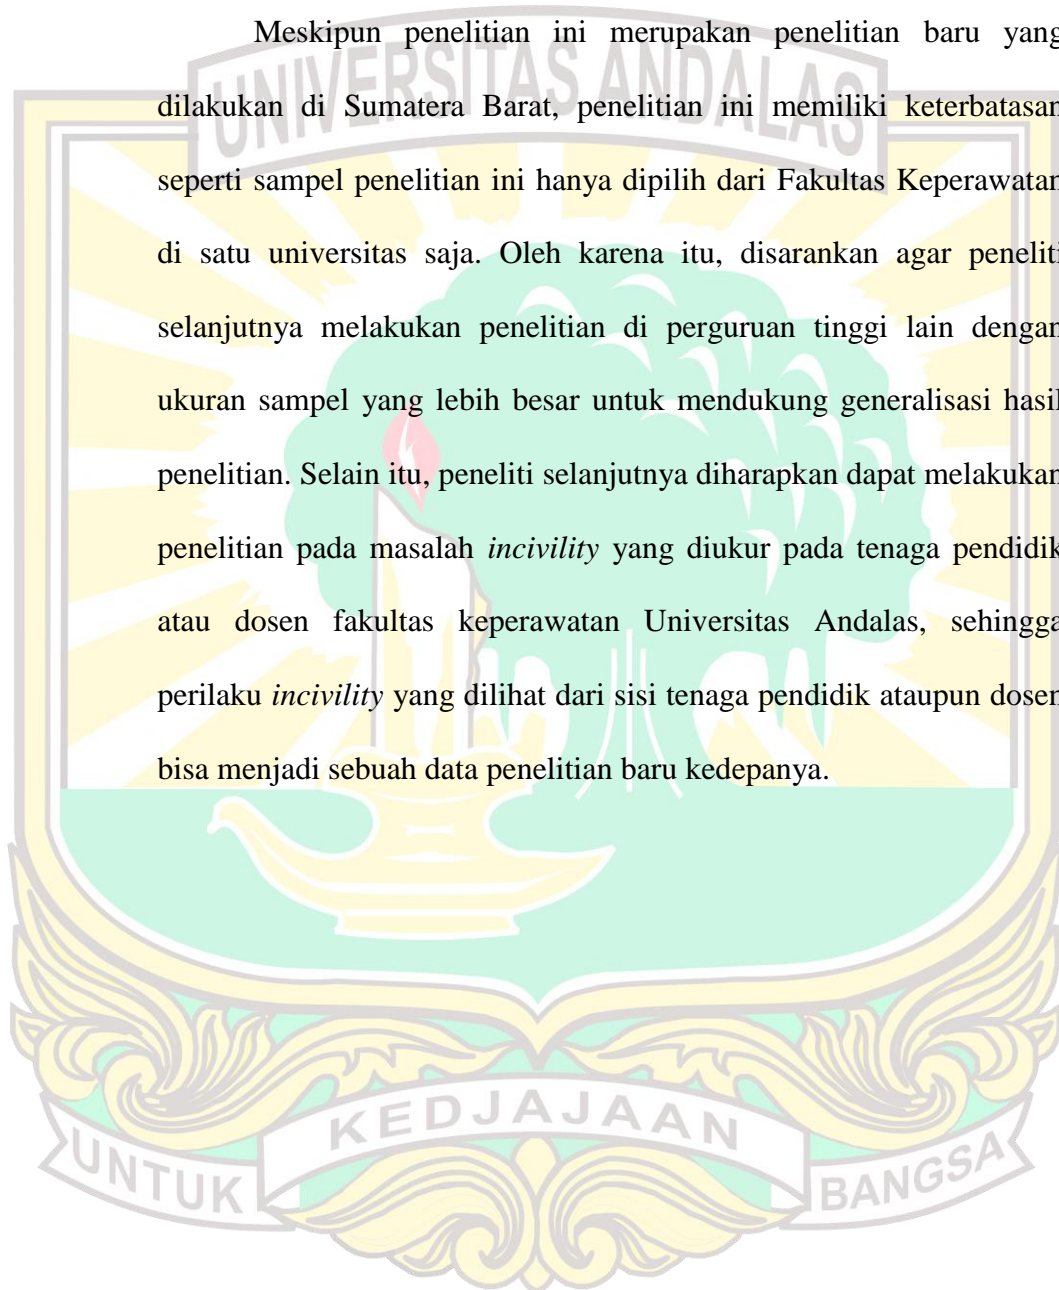 Meskipun penelitian ini merupakan penelitian baru yang
UNIVERSITAS ANDALAS
dilakukan di Sumatera Barat, penelitian ini memiliki keterbatasan
seperti sampel penelitian ini hanya dipilih dari Fakultas Keperawatan
di satu universitas saja. Oleh karena itu, disarankan agar peneliti
selanjutnya melakukan penelitian di perguruan tinggi lain dengan
ukuran sampel yang lebih besar untuk mendukung generalisasi hasil
penelitian. Selain itu, peneliti selanjutnya diharapkan dapat melakukan
penelitian pada masalah incivility yang diukur pada tenaga pendidik
atau dosen fakultas keperawatan Universitas Andalas, sehingga
perilaku incivility yang dilihat dari sisi tenaga pendidik ataupun dosen
bisa menjadi sebuah data penelitian baru kedepanya.
UNTUK KEDJAJAAN BANGSA